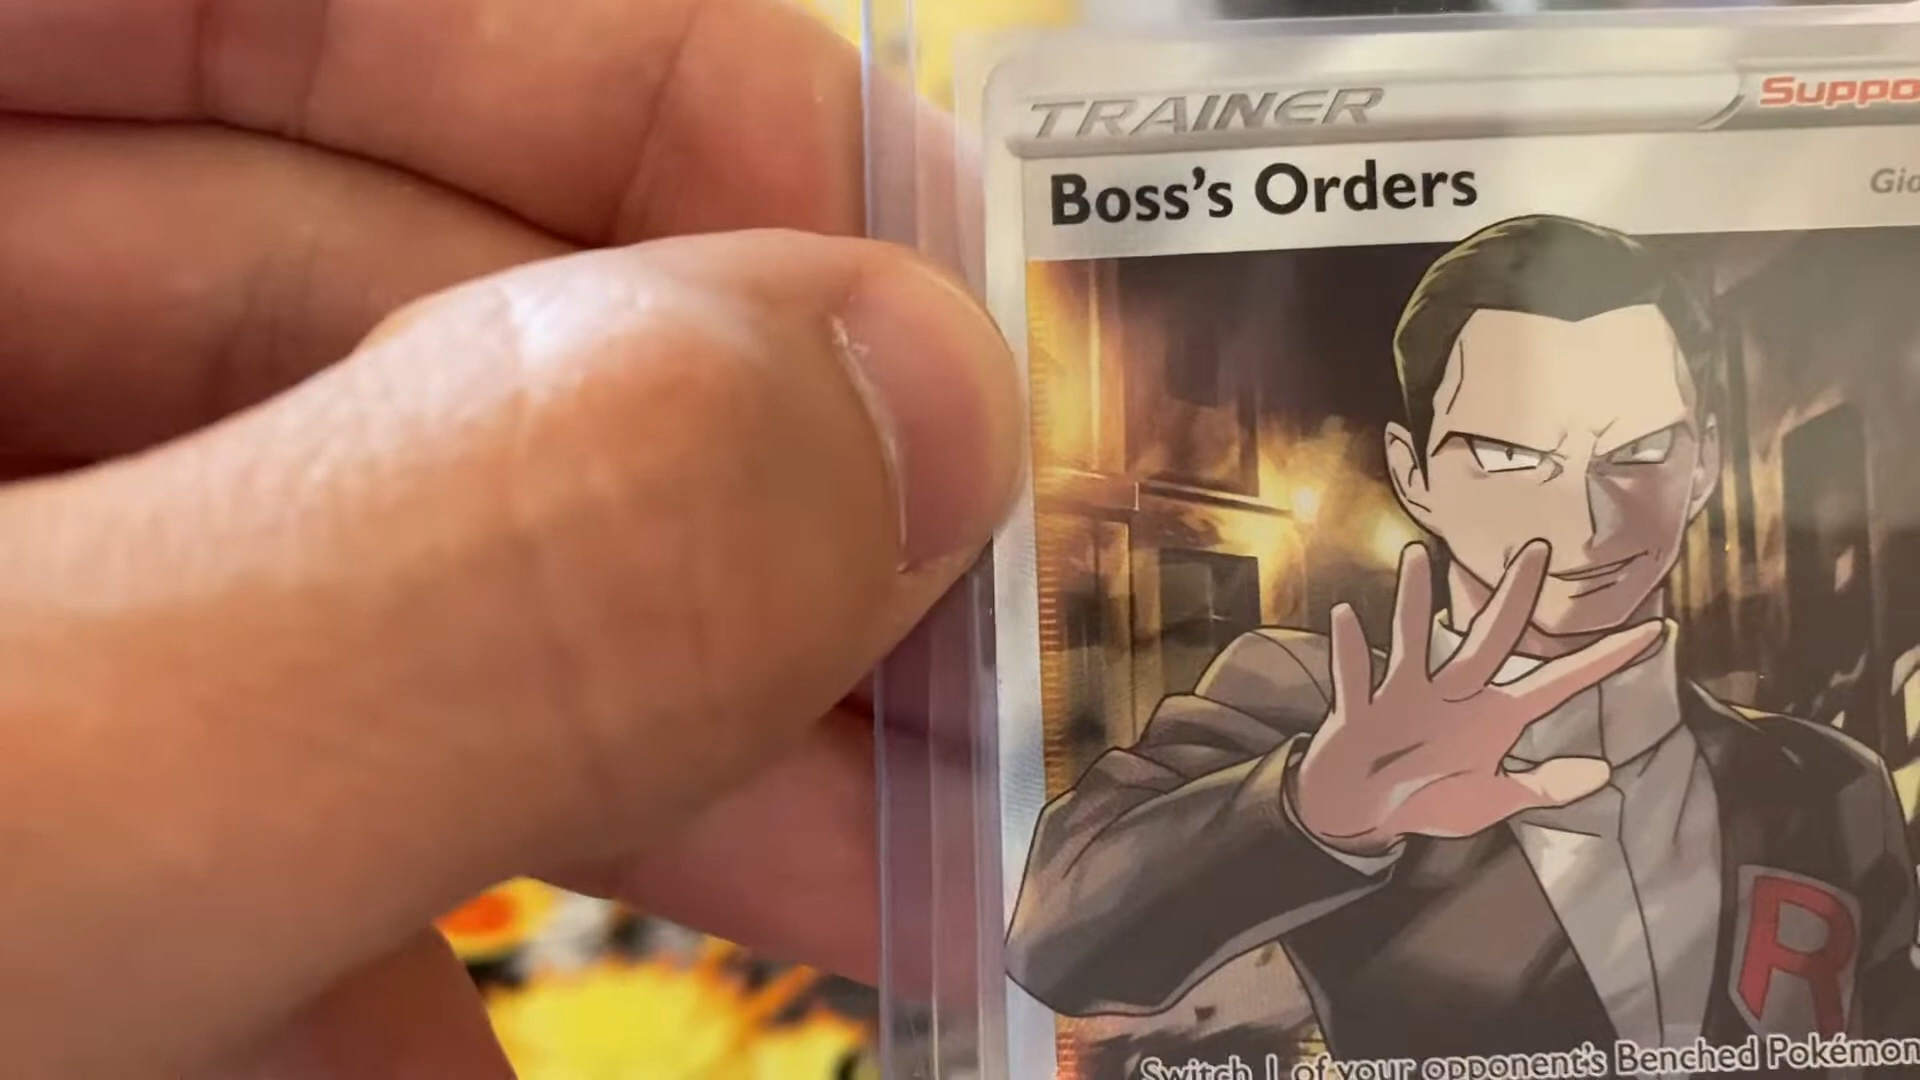 TRAINER Suppo
Boss's Orders Gio
R
Switch 1 of your opponent's Benched Pokémon